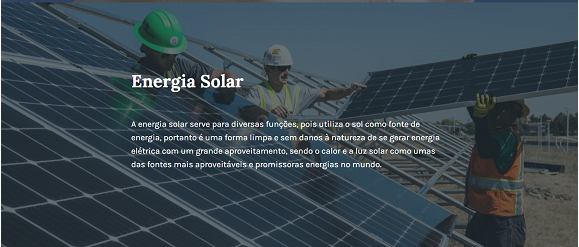 Energia Solar
A energia solar serve para diversas funções, pois utiliza o sol como fonte de
energia, portanto é uma forma limpa e sem danos à natureza de se gerar energia
elétrica com um grande aproveitamento, sendo o calor e a luz solar como umas
das fontes mais aproveitáveis e promissoras energias no mundo.